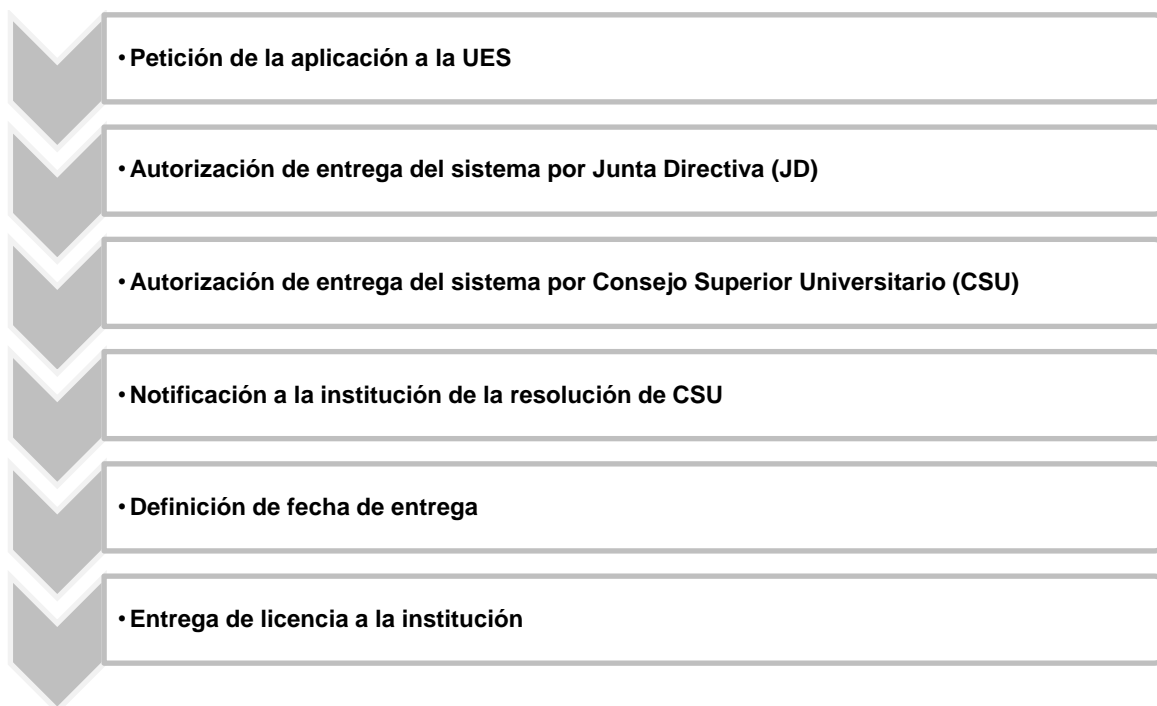 • Petición de la aplicación a la UES
• Autorización de entrega del sistema por Junta Directiva (JD)
• Autorización de entrega del sistema por Consejo Superior Universitario (CSU)
• Notificación a la institución de la resolución de CSU
• Definición de fecha de entrega
• Entrega de licencia a la institución